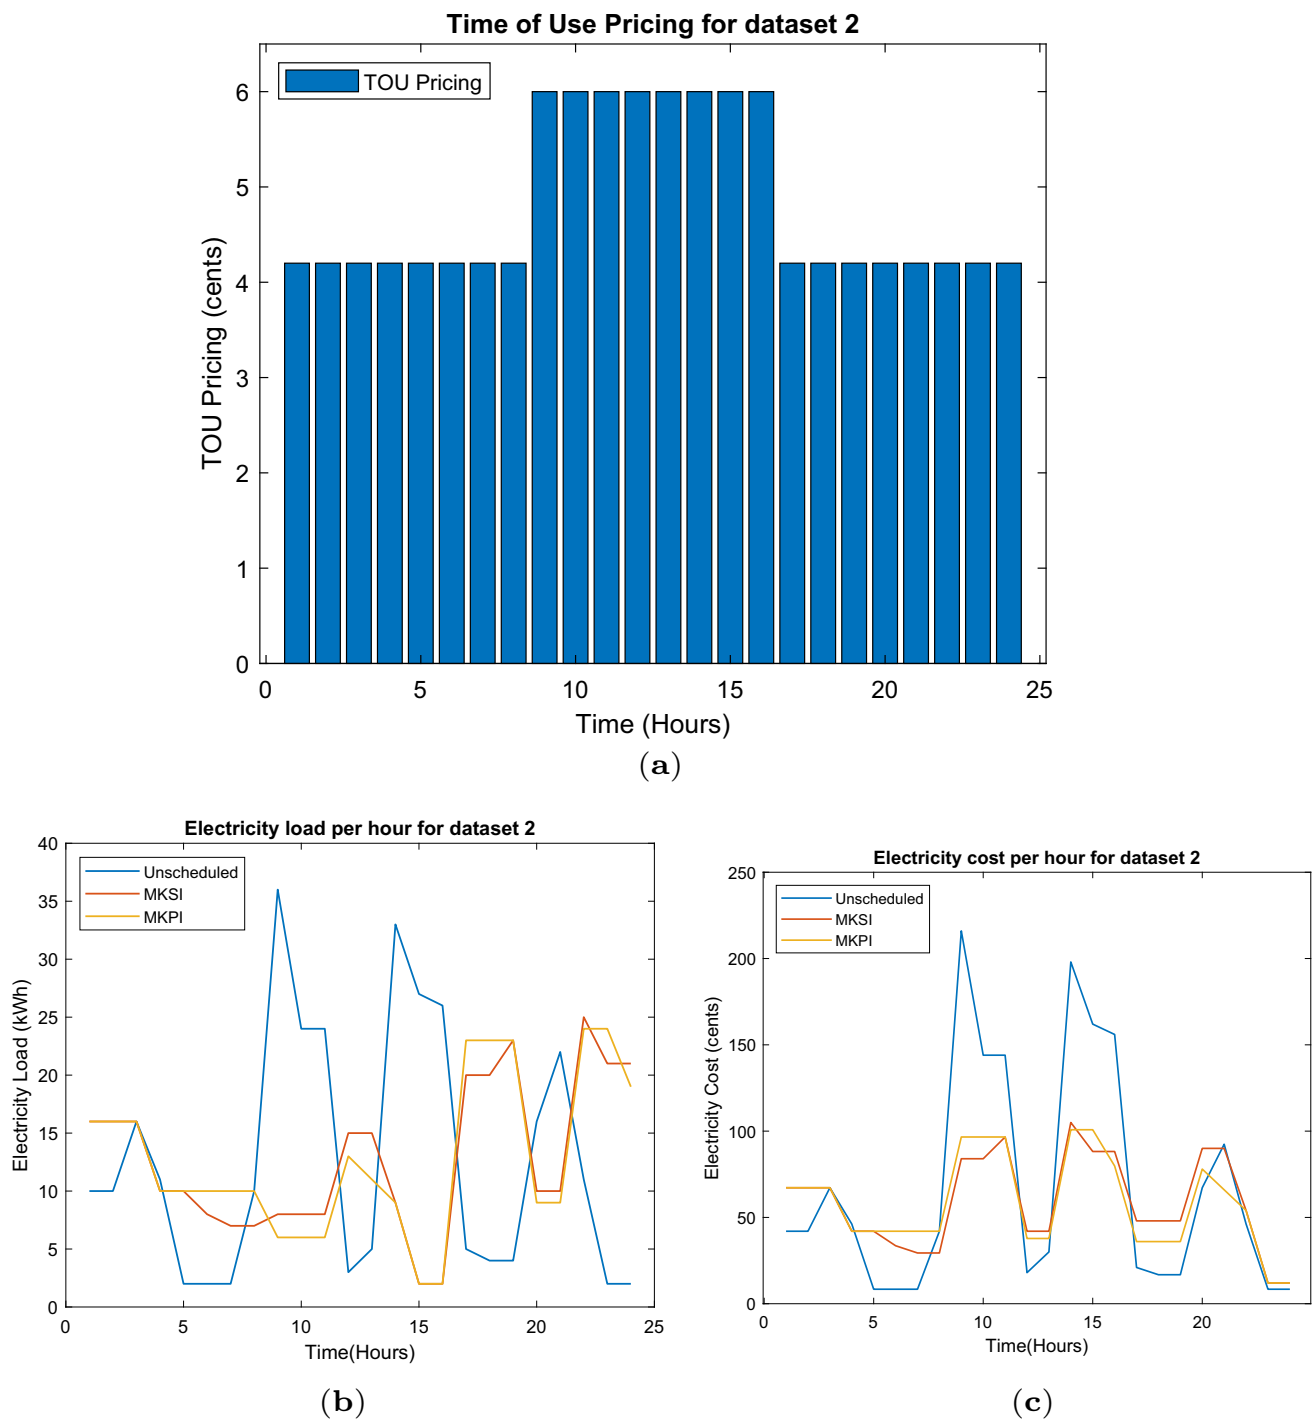 Time of Use Pricing for dataset 2
TOU Pricing
6
5
4
3
2
1
0
TOU Pricing (cents)
0 5 10 15 20 25
Time (Hours)
(a)
Electricity load per hour for dataset 2
Unscheduled
MKSI
MKPI
40
35
30
25
20
15
10
5
0
Electricity Load (kWh)
0 5 10 15 20 25
Time(Hours)
(b)
Electricity cost per hour for dataset 2
Unscheduled
MKSI
MKPI
250
200
150
100
50
0
Electricity Cost (cents)
0 5 10 15 20
Time(Hours)
(c)